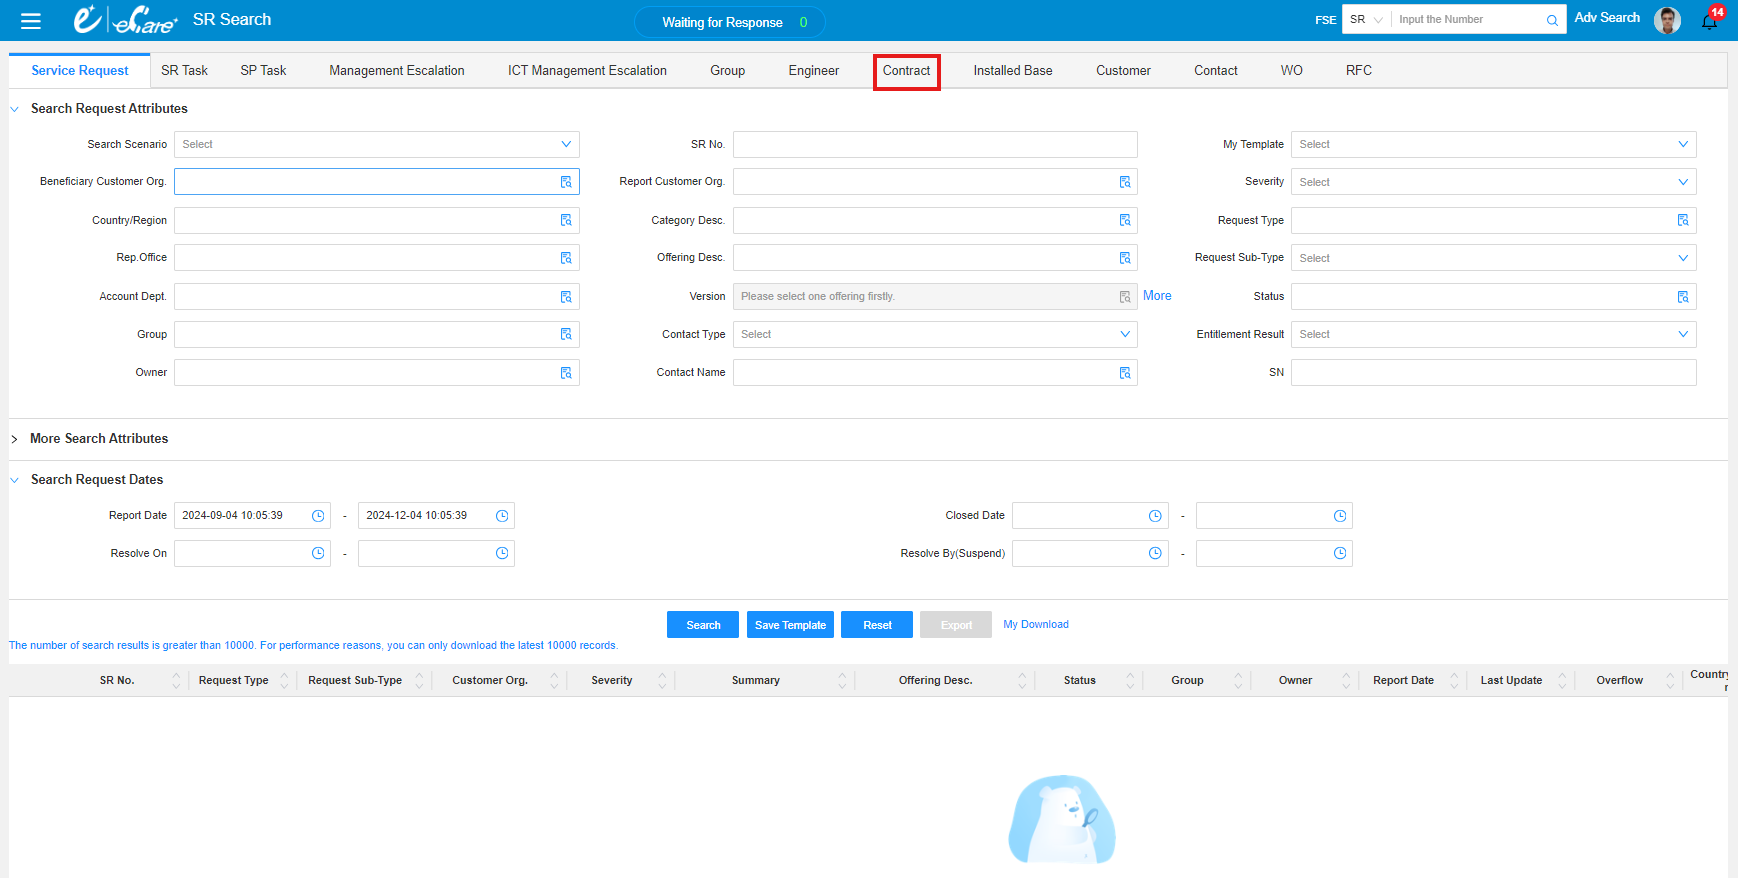 eCare SR Search Waiting for Response 0 FSE SR Input the Number Adv Search 14
Service Request SR Task SP Task Management Escalation ICT Management Escalation Group Engineer Contract Installed Base Customer Contact WO RFC
Search Request Attributes
Search Scenario Select SR No. My Template Select
Beneficiary Customer Org. Report Customer Org. Severity Select
Country/Region Category Desc. Request Type
Rep.Office Offering Desc. Request Sub-Type Select
Account Dept. Version Please select one offering firstly. More Status
Group Contact Type Select Entitlement Result Select
Owner Contact Name SN
More Search Attributes
Search Request Dates
Report Date 2024-09-04 10:05:39 - 2024-12-04 10:05:39 Closed Date -
Resolve On - Resolve By(Suspend) -
Search Save Template Reset Export My Download
The number of search results is greater than 10000. For performance reasons, you can only download the latest 10000 records.
SR No. Request Type Request Sub-Type Customer Org. Severity Summary Offering Desc. Status Group Owner Report Date Last Update Overflow Country